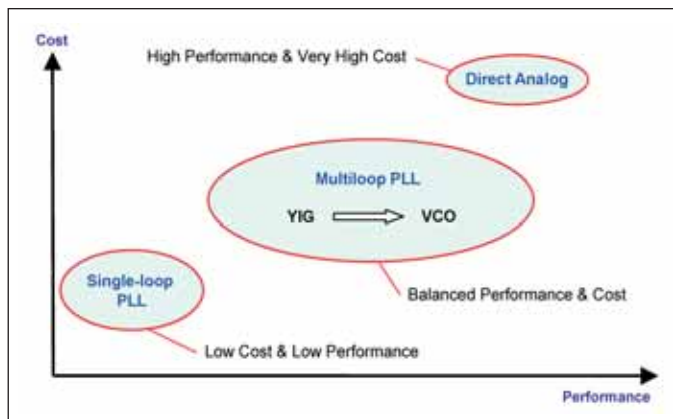 Cost
High Performance & Very High Cost
Direct Analog
Multiloop PLL
YIG VCO
Single-loop
PLL
Balanced Performance & Cost
Low Cost & Low Performance
Performance